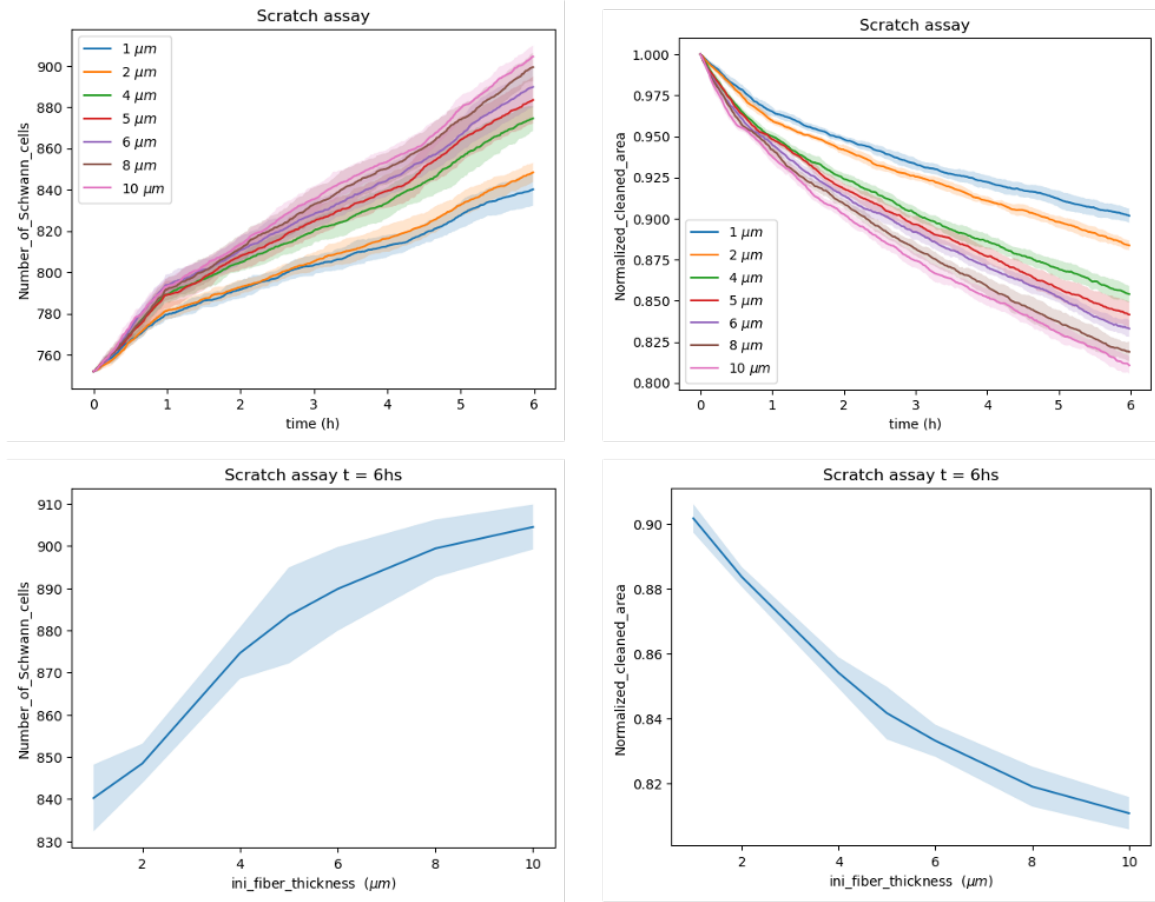 Scratch assay
Number_of_Schwann_cells
900
880
860
840
820
800
780
760
1 μm
2 μm
4 μm
5 μm
6 μm
8 μm
10 μm
0 1 2 3 4 5 6
time (h)
Scratch assay
Normalized_cleaned_area
1.000
0.975
0.950
0.925
0.900
0.875
0.850
0.825
0.800
1 μm
2 μm
4 μm
5 μm
6 μm
8 μm
10 μm
0 1 2 3 4 5 6
time (h)
Scratch assay t = 6hs
Number_of_Schwann_cells
910
900
890
880
870
860
850
840
830
2 4 6 8 10
ini_fiber_thickness (μm)
Scratch assay t = 6hs
Normalized_cleaned_area
0.90
0.88
0.86
0.84
0.82
2 4 6 8 10
ini_fiber_thickness (μm)